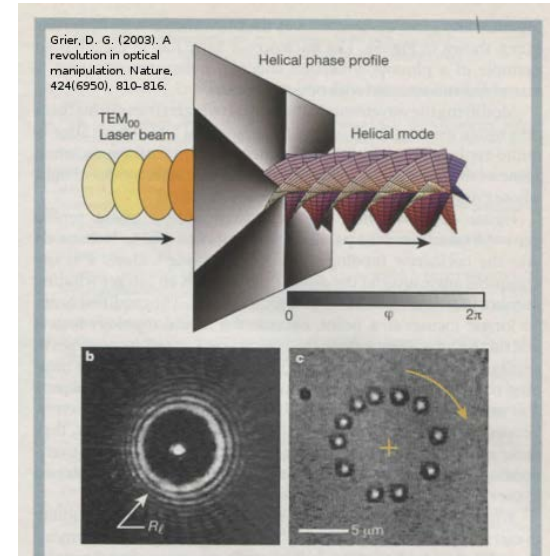 Grier, D. G. (2003). A
revolution in optical
manipulation. Nature,
424(6950), 810–816.
Helical phase profile
TEM₀₀
Laser beam
Helical mode
0 φ 2π
b
c
Rℓ
5 μm